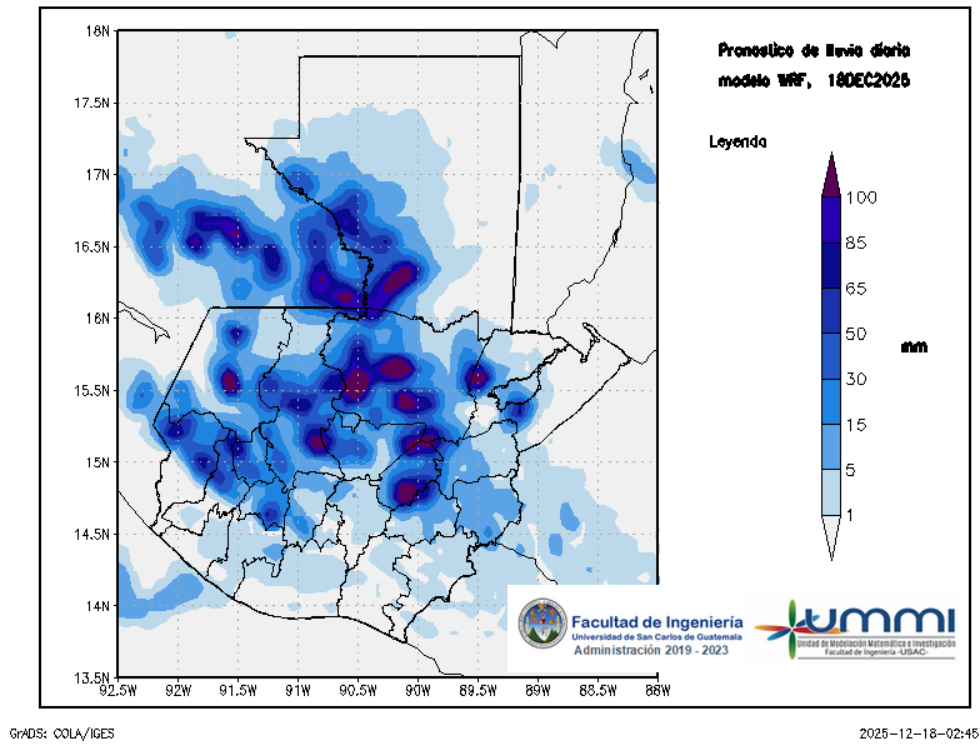 Pronostico de lluvia diaria
modelo WRF, 18DEC2025
Leyenda
100
85
65
50
30
15
5
1
mm
18N
17.5N
17N
16.5N
16N
15.5N
15N
14.5N
14N
13.5N
92.5W
92W
91.5W
91W
90.5W
90W
89.5W
89W
88.5W
88W
Facultad de Ingeniería
Universidad de San Carlos de Guatemala
Administración 2019 - 2023
ummi
Unidad de Modelación Matemática e Investigación
Facultad de Ingeniería -USAC-
GrADS: COLA/IGES
2025-12-18-02:45